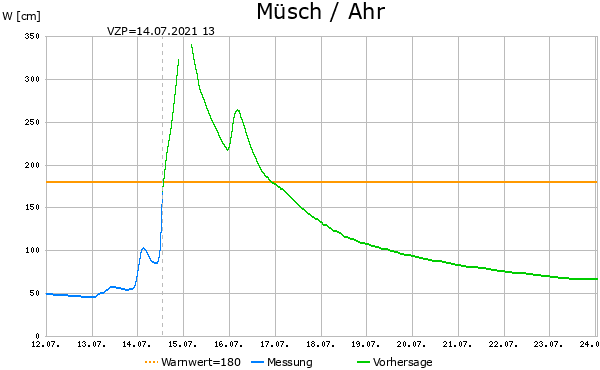 Müsch / Ahr
W [cm]
VZP=14.07.2021 13
350
300
250
200
150
100
50
0
12.07. 13.07. 14.07. 15.07. 16.07. 17.07. 18.07. 19.07. 20.07. 21.07. 22.07. 23.07. 24.0
Warnwert=180 Messung Vorhersage